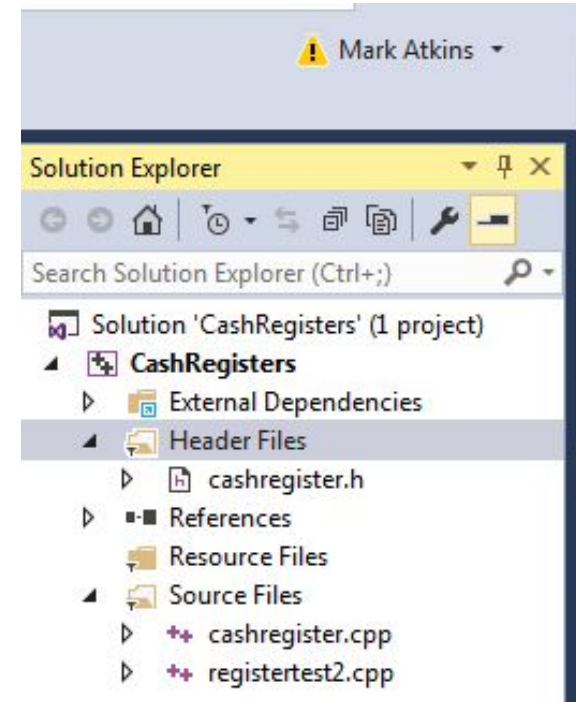 Mark Atkins
Solution Explorer
Search Solution Explorer (Ctrl+;)
Solution 'CashRegisters' (1 project)
CashRegisters
External Dependencies
Header Files
cashregister.h
References
Resource Files
Source Files
cashregister.cpp
registertest2.cpp